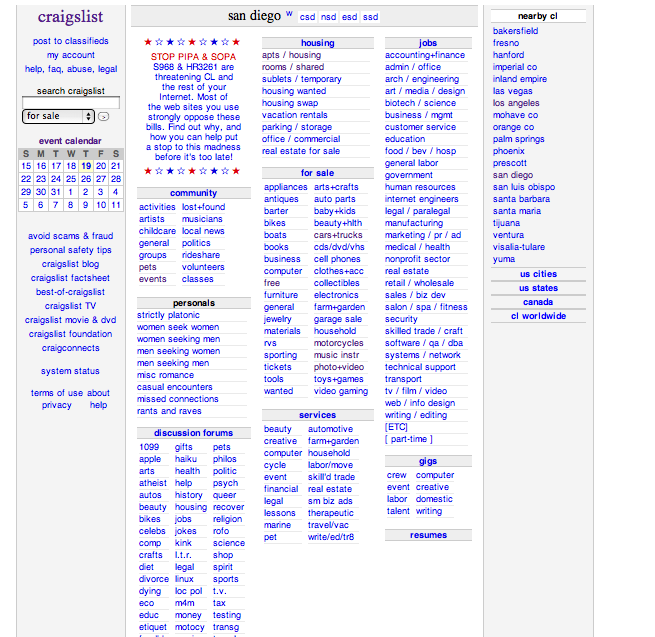 craigslist
post to classifieds
my account
help, faq, abuse, legal
search craigslist
for sale
event calendar
S M T W T F S
15 16 17 18 19 20 21
22 23 24 25 26 27 28
29 30 31 1 2 3 4
5 6 7 8 9 10 11
avoid scams & fraud
personal safety tips
craigslist blog
craigslist factsheet
best-of-craigslist
craigslist TV
craigslist movie & dvd
craigslist foundation
craigconnects
system status
terms of use about
privacy help
san diego w csd nsd esd ssd
STOP PIPA & SOPA
S968 & HR3261 are
threatening CL and
the rest of your
Internet. Most of
the web sites you use
strongly oppose these
bills. Find out why, and
how you can help put
a stop to this madness
before it's too late!
community
activities lost+found
artists musicians
childcare local news
general politics
groups rideshare
pets volunteers
events classes
personals
strictly platonic
women seek women
women seeking men
men seeking women
men seeking men
misc romance
casual encounters
missed connections
rants and raves
discussion forums
1099 gifts pets
apple haiku philos
arts health politic
atheist help psych
autos history queer
beauty housing recover
bikes jobs religion
celebs jokes rofo
comp kink science
crafts l.t.r. shop
diet legal spirit
divorce linux sports
dying loc pol t.v.
eco m4m tax
educ money testing
etiquet motocy transg
housing
apts / housing
rooms / shared
sublets / temporary
housing wanted
housing swap
vacation rentals
parking / storage
office / commercial
real estate for sale
for sale
appliances arts+crafts
antiques auto parts
barter baby+kids
bikes beauty+hlth
boats cars+trucks
books cds/dvd/vhs
business cell phones
computer clothes+acc
free collectibles
furniture electronics
general farm+garden
jewelry garage sale
materials household
rvs motorcycles
sporting music instr
tickets photo+video
tools toys+games
wanted video gaming
services
beauty automotive
creative farm+garden
computer household
cycle labor/move
event skill'd trade
financial real estate
legal sm biz ads
lessons therapeutic
marine travel/vac
pet write/ed/tr8
jobs
accounting+finance
admin / office
arch / engineering
art / media / design
biotech / science
business / mgmt
customer service
education
food / bev / hosp
general labor
government
human resources
internet engineers
legal / paralegal
manufacturing
marketing / pr / ad
medical / health
nonprofit sector
real estate
retail / wholesale
sales / biz dev
salon / spa / fitness
security
skilled trade / craft
software / qa / dba
systems / network
technical support
transport
tv / film / video
web / info design
writing / editing
[ETC]
[ part-time ]
gigs
crew computer
event creative
labor domestic
talent writing
resumes
nearby cl
bakersfield
fresno
hanford
imperial co
inland empire
las vegas
los angeles
mohave co
orange co
palm springs
phoenix
prescott
san diego
san luis obispo
santa barbara
santa maria
tijuana
ventura
visalia-tulare
yuma
us cities
us states
canada
cl worldwide